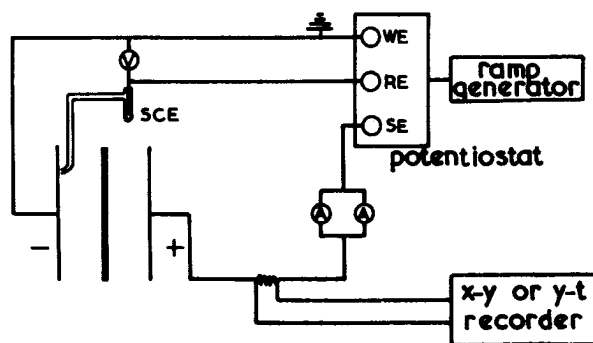 WE
V
RE
ramp
generator
SCE
SE
potentiostat
A A
- +
x-y or y-t
recorder